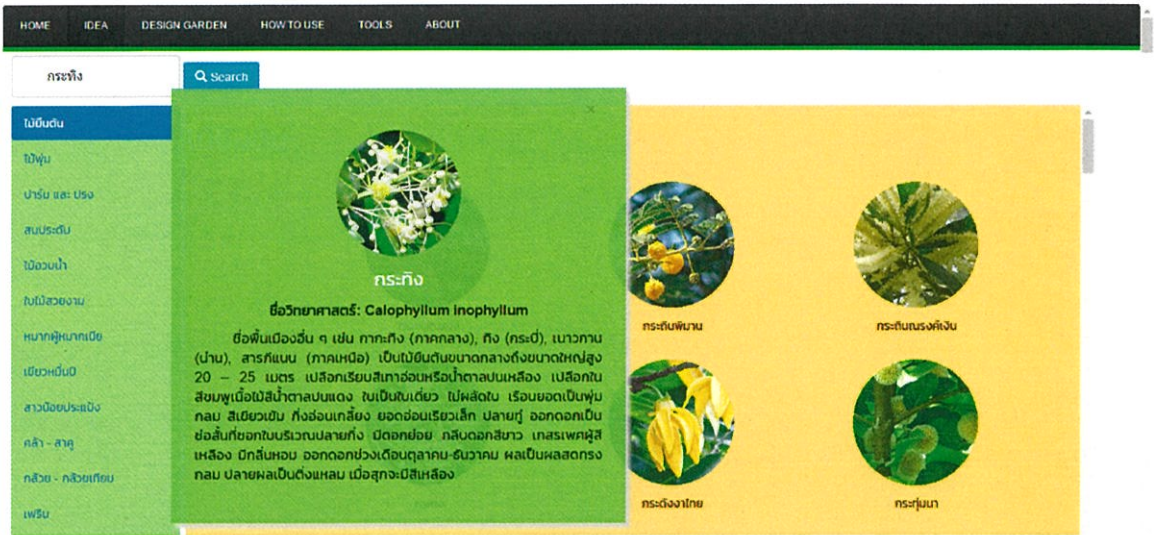 HOME IDEA DESIGN GARDEN HOW TO USE TOOLS ABOUT
กระทิง Search
ไม้ยืนต้น
ไม้พุ่ม
ปาร์ม และ ปรง
สนประดับ
ไม้อวบน้ำ
ใบไม้สวยงาม
หมากผู้หมากเมีย
เขียวหมื่นปี
สาวน้อยประแป้ง
คล้า - สาคู
กล้วย - กล้วยเทียม
เฟริน
×
กระทิง
ชื่อวิทยาศาสตร์: Calophyllum inophyllum
ชื่อพื้นเมืองอื่น ๆ เช่น กากะทิง (ภาคกลาง), ทิง (กระบี่), เนาวกาน
(น่าน), สารภีแนน (ภาคเหนือ) เป็นไม้ยืนต้นขนาดกลางถึงขนาดใหญ่สูง
20 – 25 เมตร เปลือกเรียบสีเทาอ่อนหรือน้ำตาลปนเหลือง เปลือกใน
สีชมพูเนื้อไม้สีน้ำตาลปนแดง ใบเป็นใบเดี่ยว ไม่ผลัดใบ เรือนยอดเป็นพุ่ม
กลม สีเขียวเข้ม กิ่งอ่อนเกลี้ยง ยอดอ่อนเรียวเล็ก ปลายทู่ ออกดอกเป็น
ช่อสั้นที่ซอกใบบริเวณปลายกิ่ง มีดอกย่อย กลีบดอกสีขาว เกสรเพศผู้สี
เหลือง มีกลิ่นหอม ออกดอกช่วงเดือนตุลาคม-ธันวาคม ผลเป็นผลสดทรง
กลม ปลายผลเป็นติ่งแหลม เมื่อสุกจะมีสีเหลือง
กระถินพิมาน กระถินณรงค์เงิน
กระดังงาไทย กระทุ่มนา